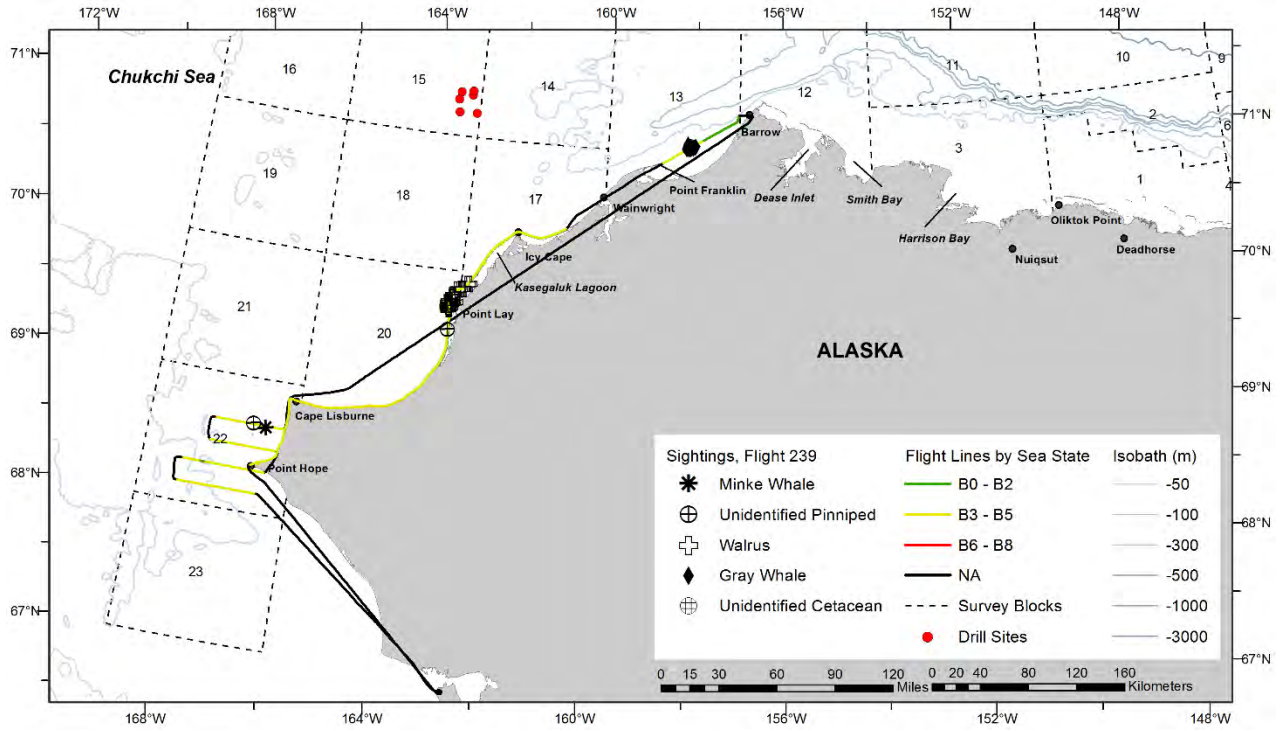 172°W 168°W 164°W 160°W 156°W 152°W 148°W
71°N
70°N
69°N
68°N
67°N
71°N
70°N
69°N
68°N
67°N
Chukchi Sea
16
15
14
13
12
11
10
9
19
18
17
3
2
6
1
4
21
20
22
23
Barrow
Point Franklin
Dease Inlet
Smith Bay
Harrison Bay
Oliktok Point
Deadhorse
Nuiqsut
Wainwright
Icy Cape
Kasegaluk Lagoon
Point Lay
ALASKA
Cape Lisburne
Point Hope
Sightings, Flight 239
Minke Whale
Unidentified Pinniped
Walrus
Gray Whale
Unidentified Cetacean
Flight Lines by Sea State
B0 - B2
B3 - B5
B6 - B8
NA
Survey Blocks
Drill Sites
Isobath (m)
-50
-100
-300
-500
-1000
-3000
0 15 30 60 90 120
Miles
0 20 40 80 120 160
Kilometers
168°W 164°W 160°W 156°W 152°W 148°W